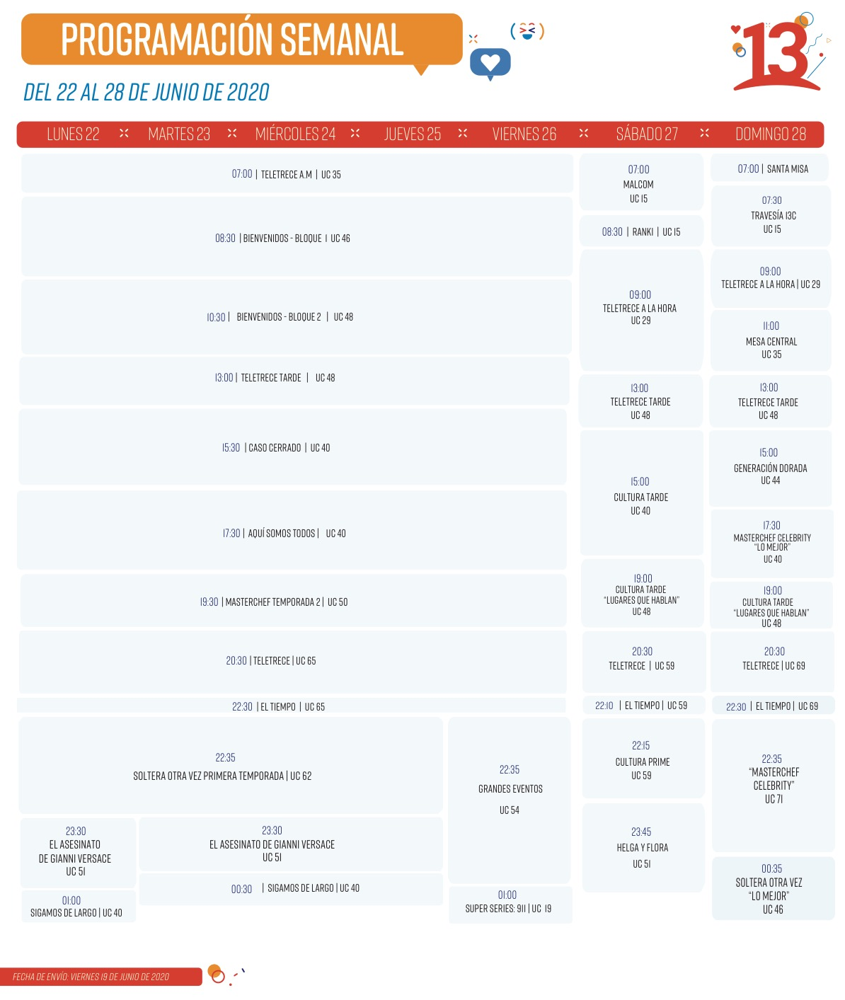 PROGRAMACIÓN SEMANAL
13
DEL 22 AL 28 DE JUNIO DE 2020
LUNES 22 MARTES 23 MIÉRCOLES 24 JUEVES 25 VIERNES 26 SÁBADO 27 DOMINGO 28
07:00 | TELETRECE A.M | UC 35
08:30 | BIENVENIDOS - BLOQUE 1 UC 46
10:30 | BIENVENIDOS - BLOQUE 2 | UC 48
13:00 | TELETRECE TARDE | UC 48
15:30 | CASO CERRADO | UC 40
17:30 | AQUÍ SOMOS TODOS | UC 40
19:30 | MASTERCHEF TEMPORADA 2 | UC 50
20:30 | TELETRECE | UC 65
22:30 | EL TIEMPO | UC 65
22:35
SOLTERA OTRA VEZ PRIMERA TEMPORADA | UC 62
23:30
EL ASESINATO
DE GIANNI VERSACE
UC 51
01:00
SIGAMOS DE LARGO | UC 40
23:30
EL ASESINATO DE GIANNI VERSACE
UC 51
00:30 | SIGAMOS DE LARGO | UC 40
22:35
GRANDES EVENTOS
UC 54
01:00
SUPER SERIES: 911 | UC 19
07:00
MALCOM
UC 15
08:30 | RANKI | UC 15
09:00
TELETRECE A LA HORA
UC 29
13:00
TELETRECE TARDE
UC 48
15:00
CULTURA TARDE
UC 40
19:00
CULTURA TARDE
“LUGARES QUE HABLAN”
UC 48
20:30
TELETRECE | UC 59
22:10 | EL TIEMPO | UC 59
22:15
CULTURA PRIME
UC 59
23:45
HELGA Y FLORA
UC 51
07:00 | SANTA MISA
07:30
TRAVESÍA 13C
UC 15
09:00
TELETRECE A LA HORA | UC 29
11:00
MESA CENTRAL
UC 35
13:00
TELETRECE TARDE
UC 48
15:00
GENERACIÓN DORADA
UC 44
17:30
MASTERCHEF CELEBRITY
“LO MEJOR”
UC 40
19:00
CULTURA TARDE
“LUGARES QUE HABLAN”
UC 48
20:30
TELETRECE | UC 69
22:30 | EL TIEMPO | UC 69
22:35
“MASTERCHEF
CELEBRITY”
UC 71
00:35
SOLTERA OTRA VEZ
“LO MEJOR”
UC 46
FECHA DE ENVÍO: VIERNES 19 DE JUNIO DE 2020